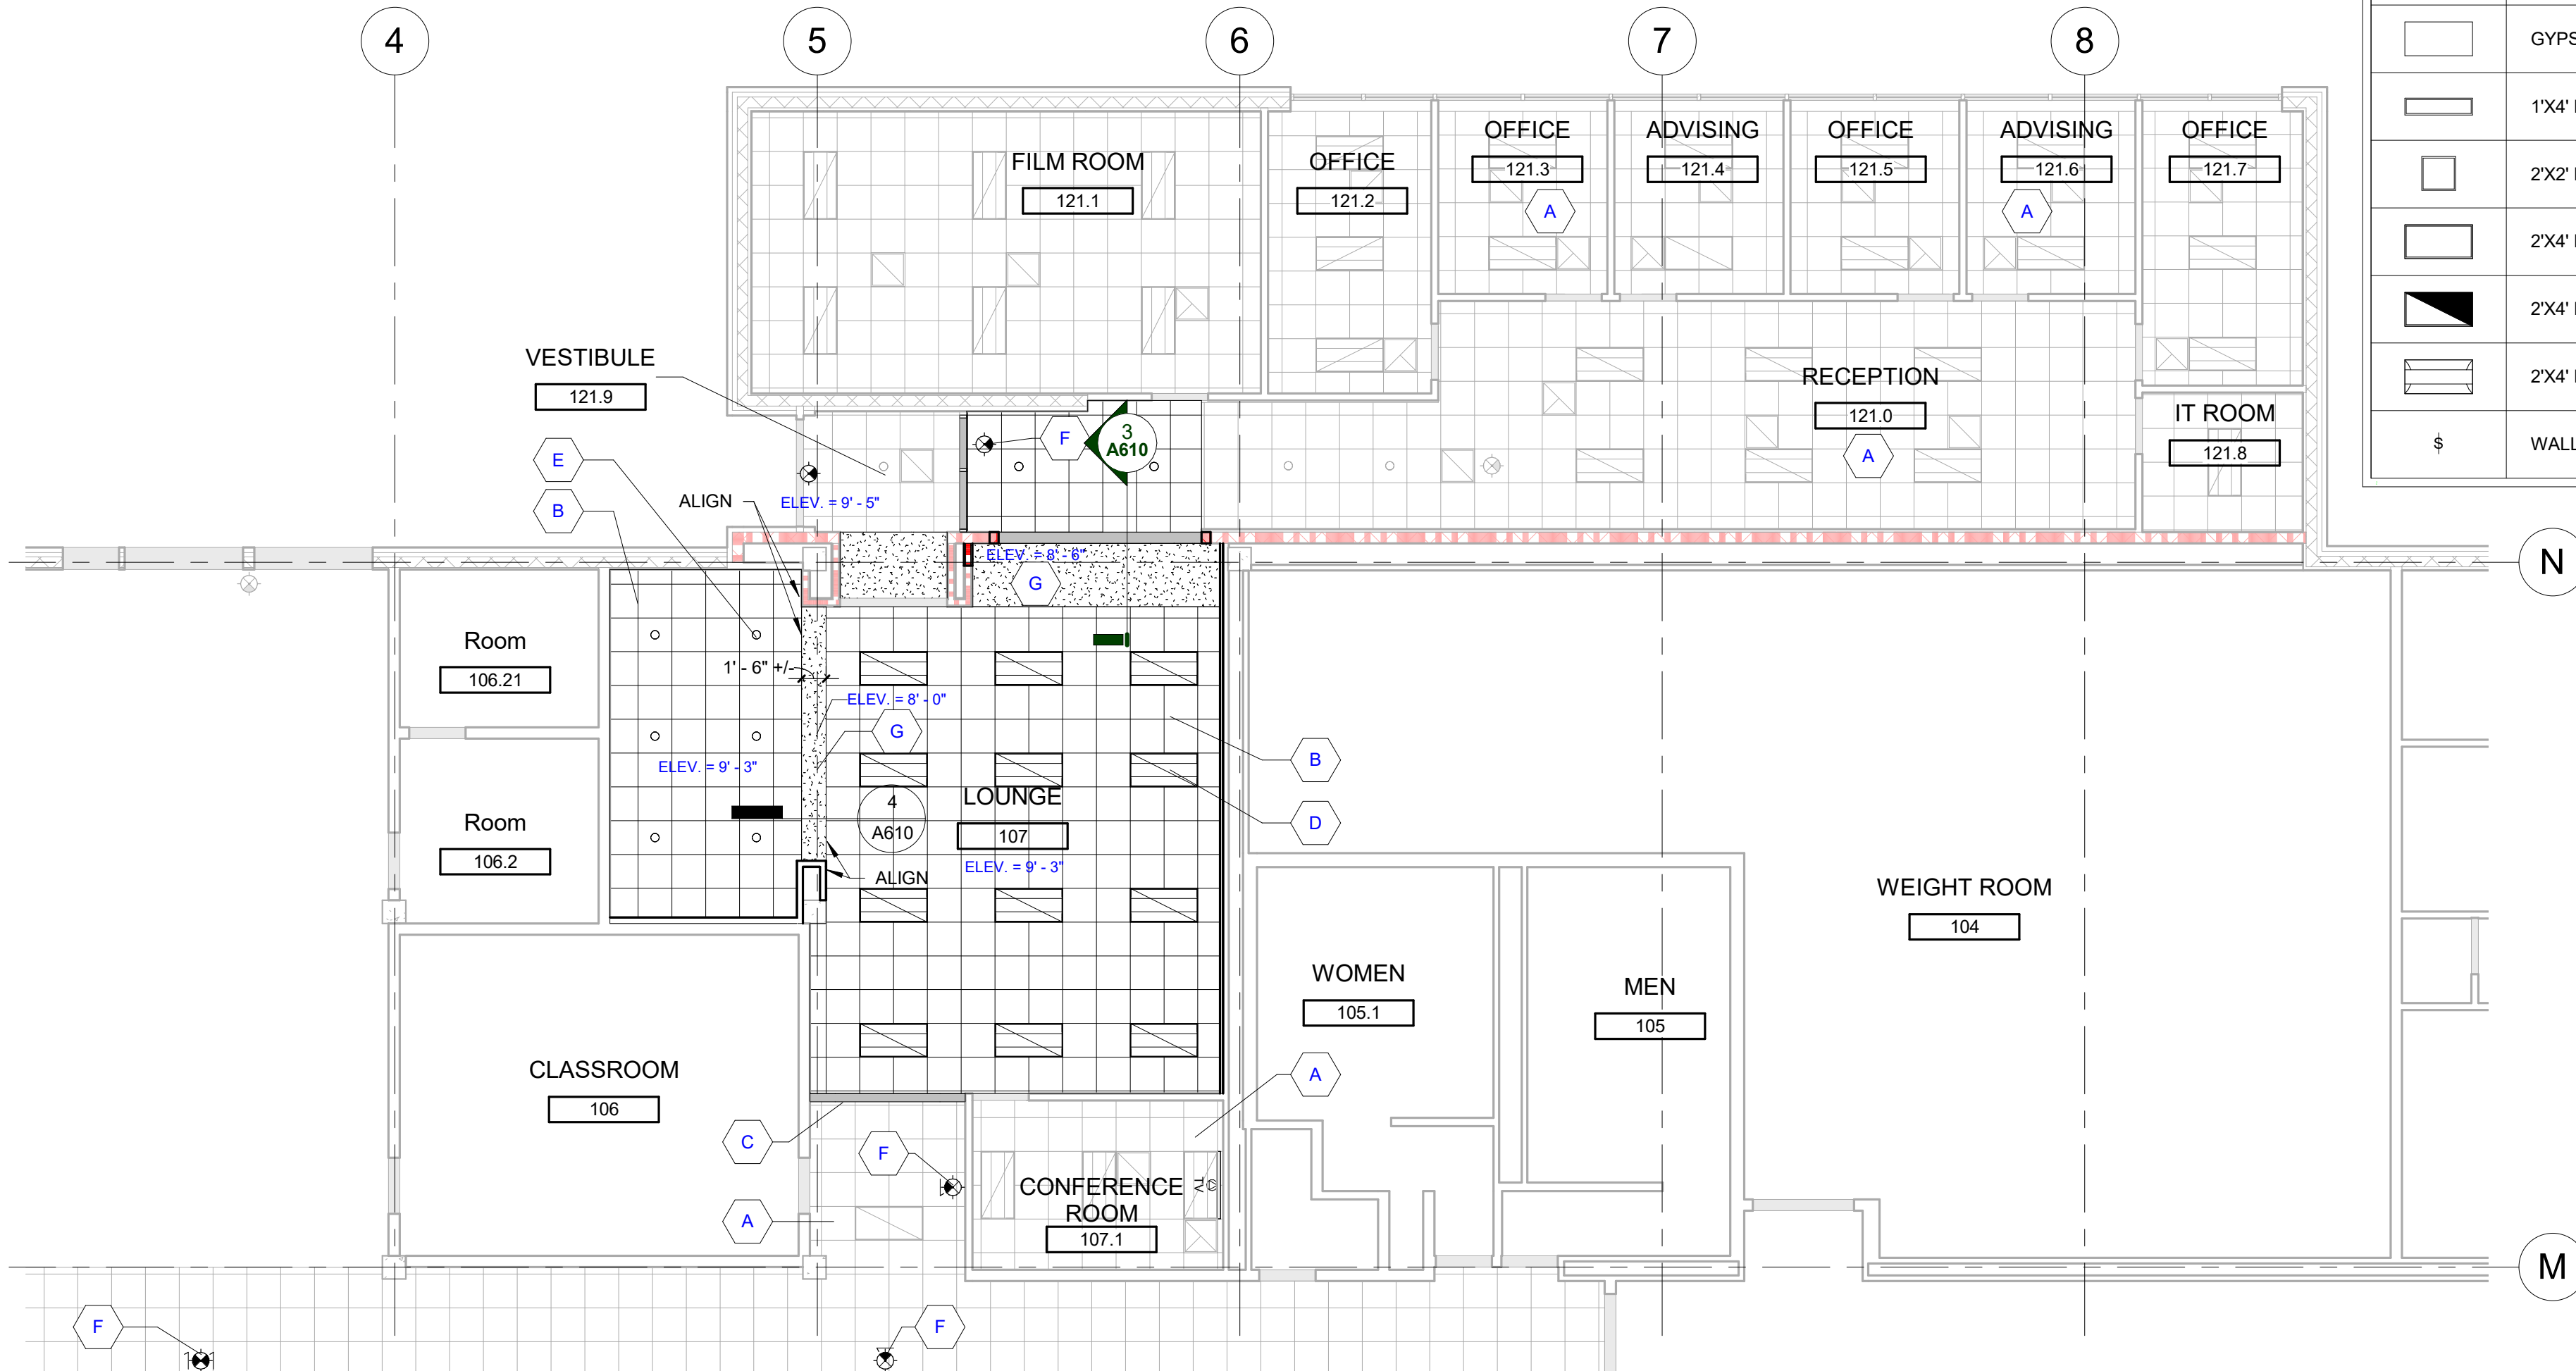 4
5
6
7
8
GYPS
1'X4'
2'X2'
2'X4'
2'X4'
2'X4'
$
WALL
FILM ROOM
121.1
OFFICE
121.2
OFFICE
121.3
A
ADVISING
121.4
OFFICE
121.5
ADVISING
121.6
A
OFFICE
121.7
VESTIBULE
121.9
RECEPTION
121.0
A
IT ROOM
121.8
F
3
A610
E
B
ALIGN
ELEV. = 9' - 5"
ELEV. = 8' - 6"
G
N
Room
106.21
1' - 6" +/-
ELEV. = 8' - 0"
G
ELEV. = 9' - 3"
B
D
4
A610
LOUNGE
107
ELEV. = 9' - 3"
ALIGN
Room
106.2
WEIGHT ROOM
104
WOMEN
105.1
MEN
105
CLASSROOM
106
A
C
F
A
CONFERENCE
ROOM
107.1
TV
M
F
F